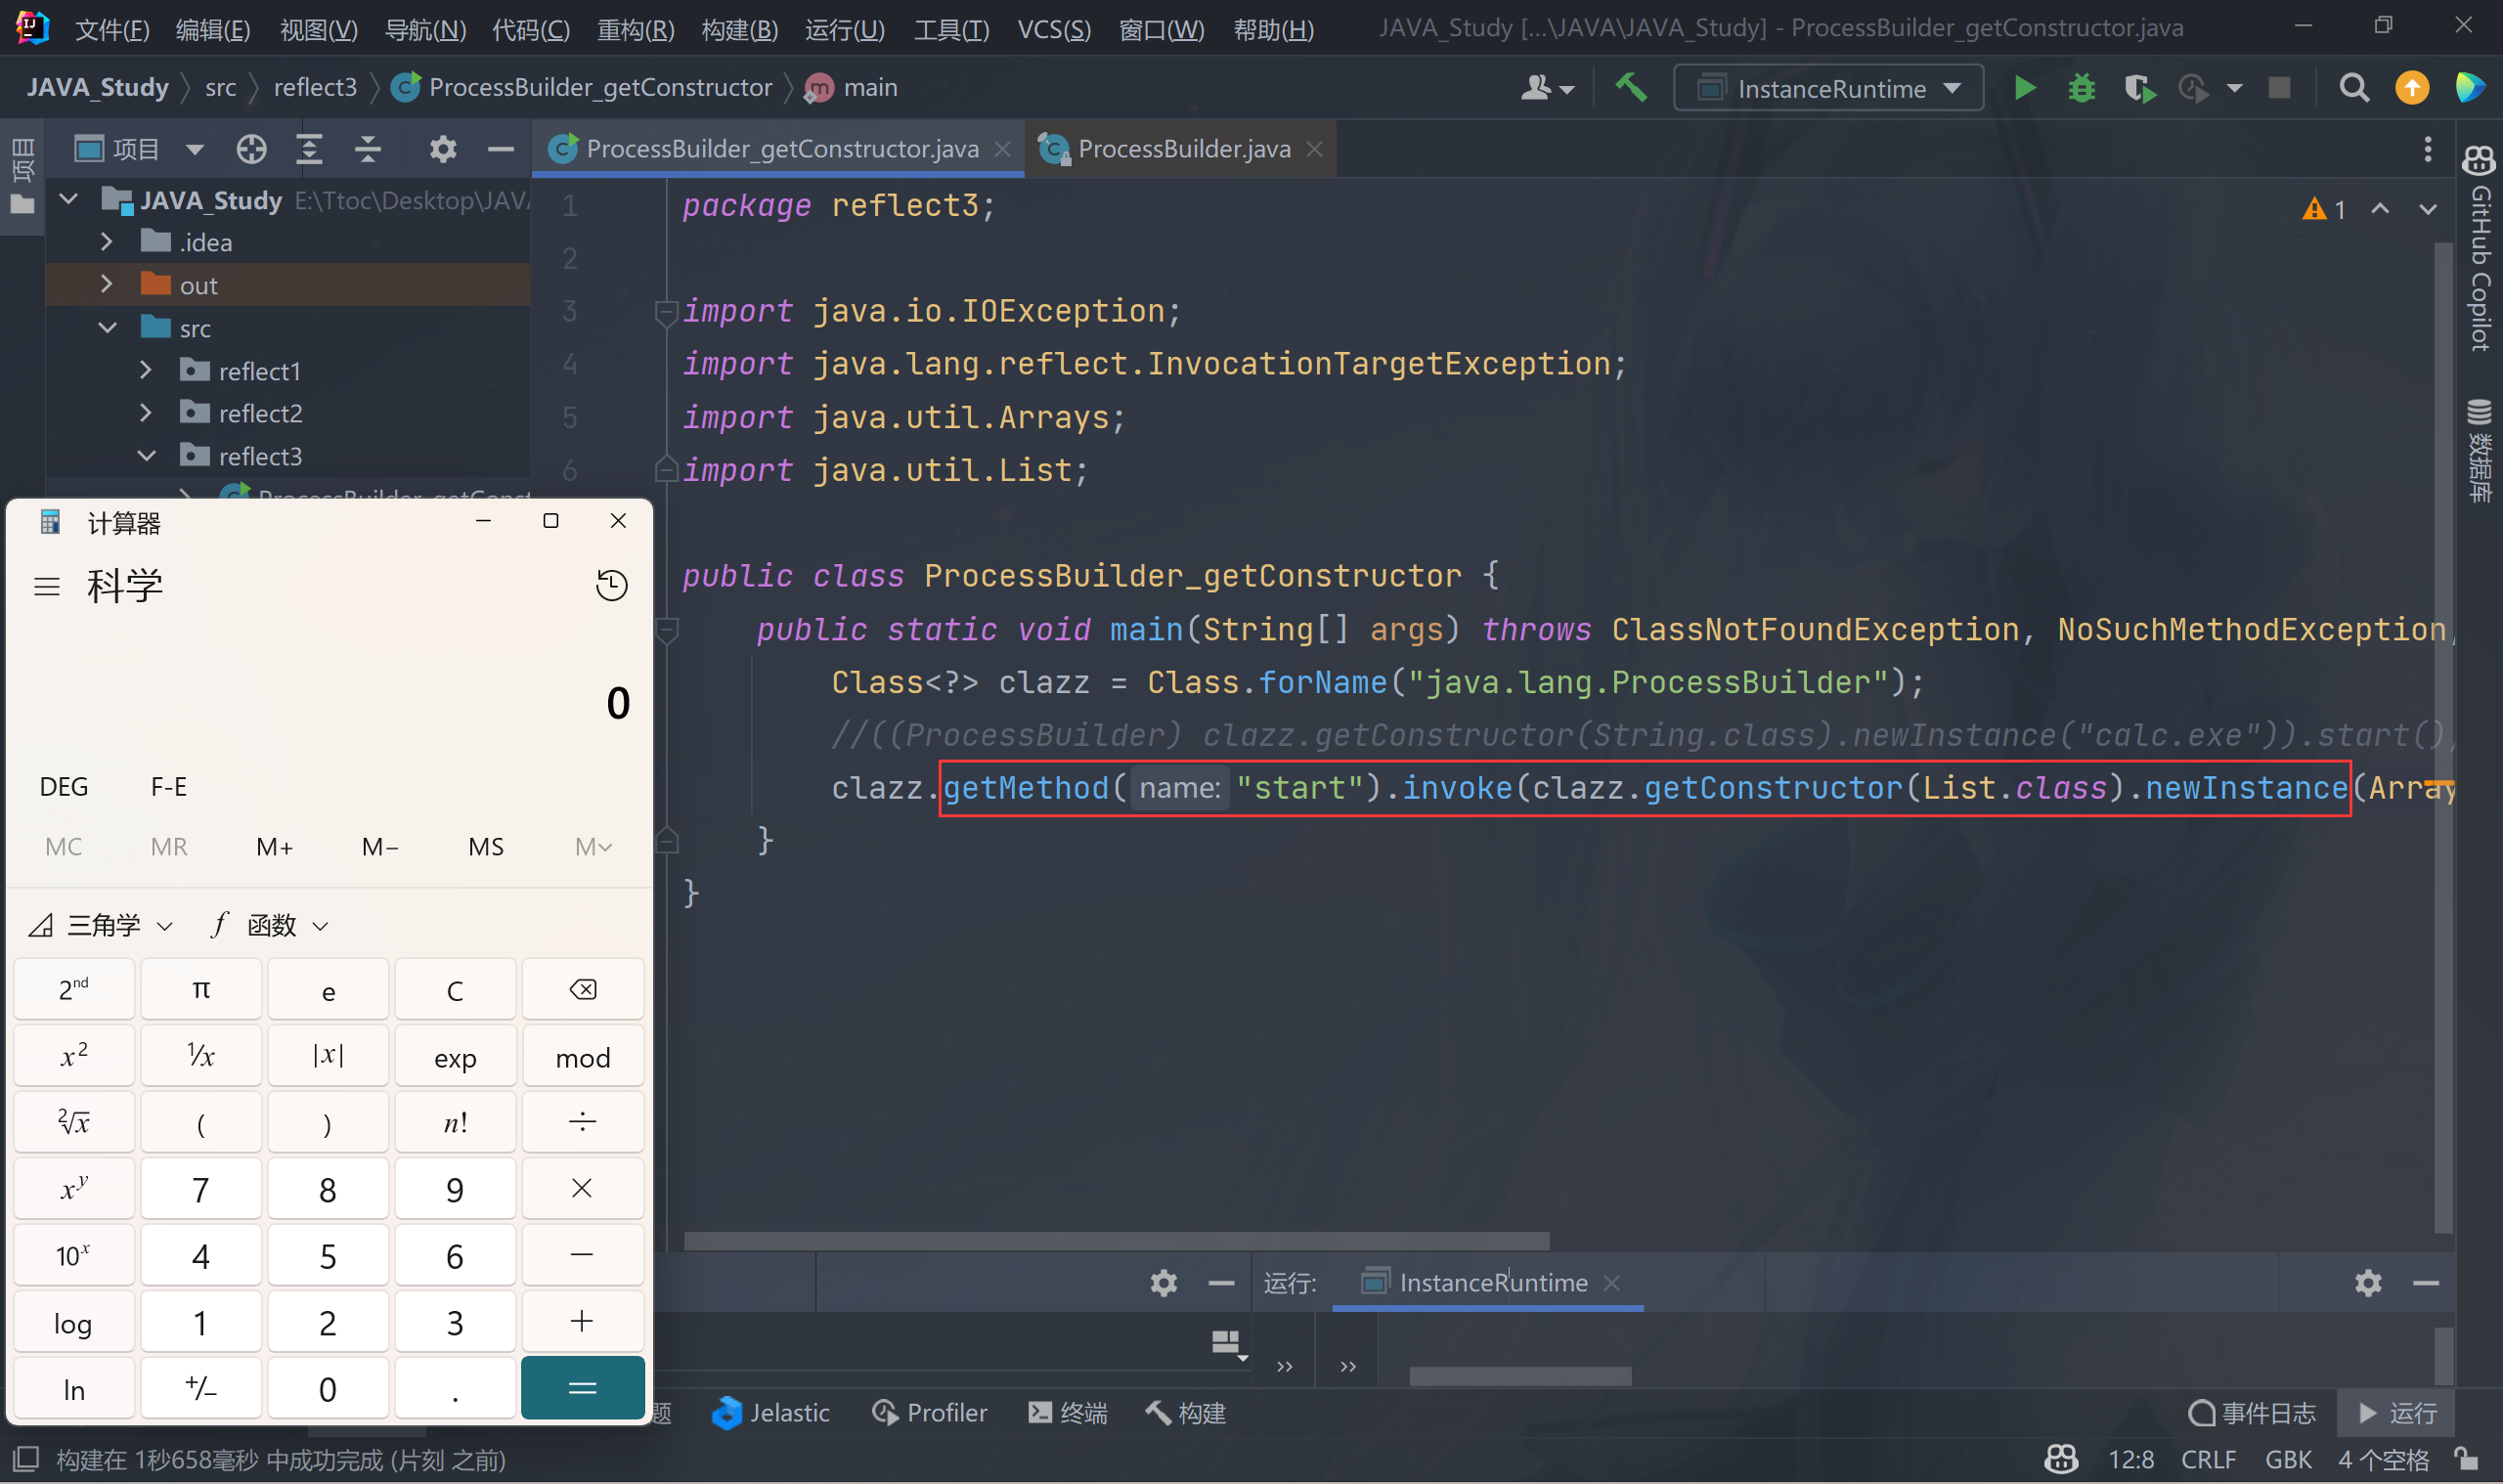 文件(F) 编辑(E) 视图(V) 导航(N) 代码(C) 重构(R) 构建(B) 运行(U) 工具(T) VCS(S) 窗口(W) 帮助(H) JAVA_Study [...\JAVA\JAVA_Study] - ProcessBuilder_getConstructor.java
JAVA_Study src reflect3 ProcessBuilder_getConstructor m main InstanceRuntime
项目
项目
ProcessBuilder_getConstructor.java
ProcessBuilder.java
JAVA_Study E:\Ttoc\Desktop\JAVA
.idea
out
src
reflect1
reflect2
reflect3
ProcessBuilder_getConst
1 package reflect3;
2
3 import java.io.IOException;
4 import java.lang.reflect.InvocationTargetException;
5 import java.util.Arrays;
6 import java.util.List;
public class ProcessBuilder_getConstructor {
public static void main(String[] args) throws ClassNotFoundException, NoSuchMethodException,
Class<?> clazz = Class.forName("java.lang.ProcessBuilder");
//((ProcessBuilder) clazz.getConstructor(String.class).newInstance("calc.exe")).start()
clazz.getMethod( name: "start").invoke(clazz.getConstructor(List.class).newInstance(Array
}
}
1
GitHub Copilot
数据库
计算器
科学
0
DEG F-E
MC MR M+ M− MS M
三角学 f 函数
2nd π e C
x2 1/x |x| exp mod
2√x ( ) n! ÷
xy 7 8 9 ×
10x 4 5 6 −
log 1 2 3 +
ln +/− 0 . =
运行: InstanceRuntime
» »
题 Jelastic Profiler 终端 构建 事件日志 运行
构建在 1秒658毫秒 中成功完成 (片刻 之前) 12:8 CRLF GBK 4 个空格